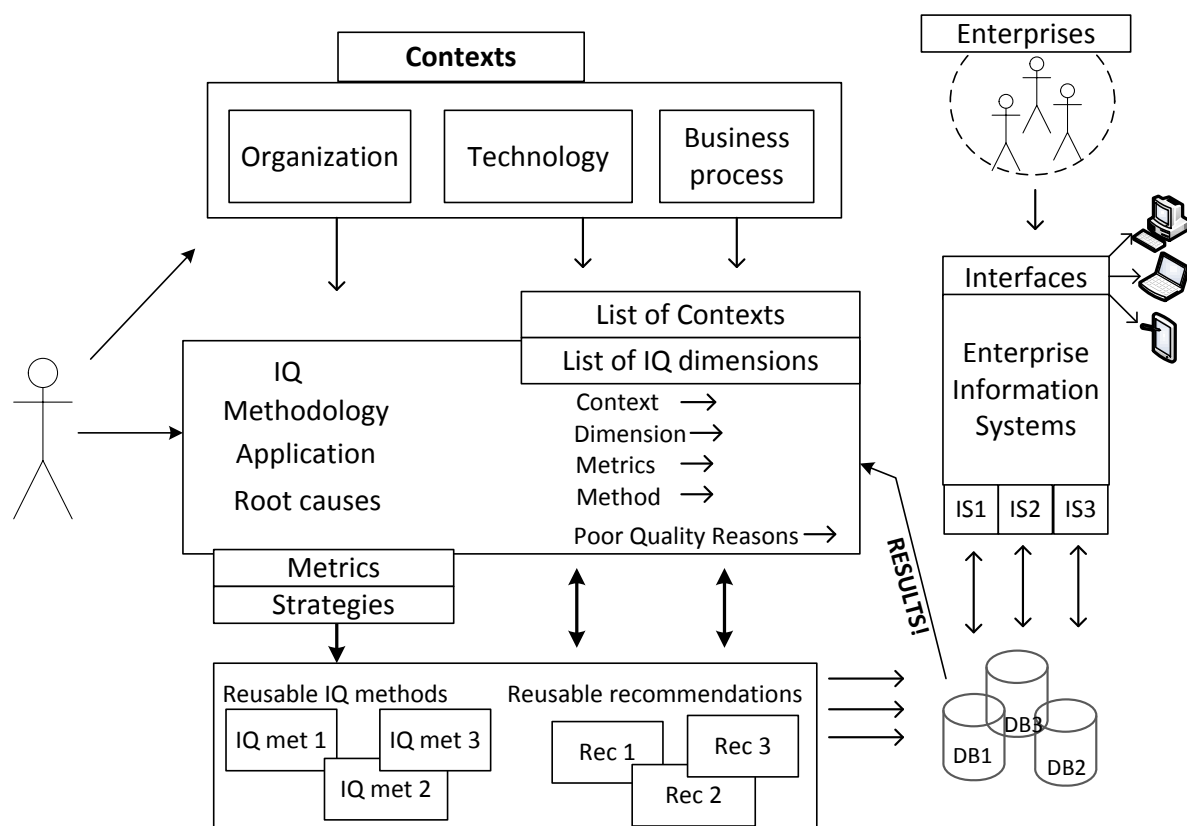 Contexts
Organization
Technology
Business
process
Enterprises
Interfaces
Enterprise
Information
Systems
IS1
IS2
IS3
List of Contexts
List of IQ dimensions
IQ
Methodology
Application
Root causes
Context
Dimension
Metrics
Method
Poor Quality Reasons
Metrics
Strategies
RESULTS!
Reusable IQ methods
IQ met 1
IQ met 3
IQ met 2
Reusable recommendations
Rec 1
Rec 3
Rec 2
DB3
DB1
DB2